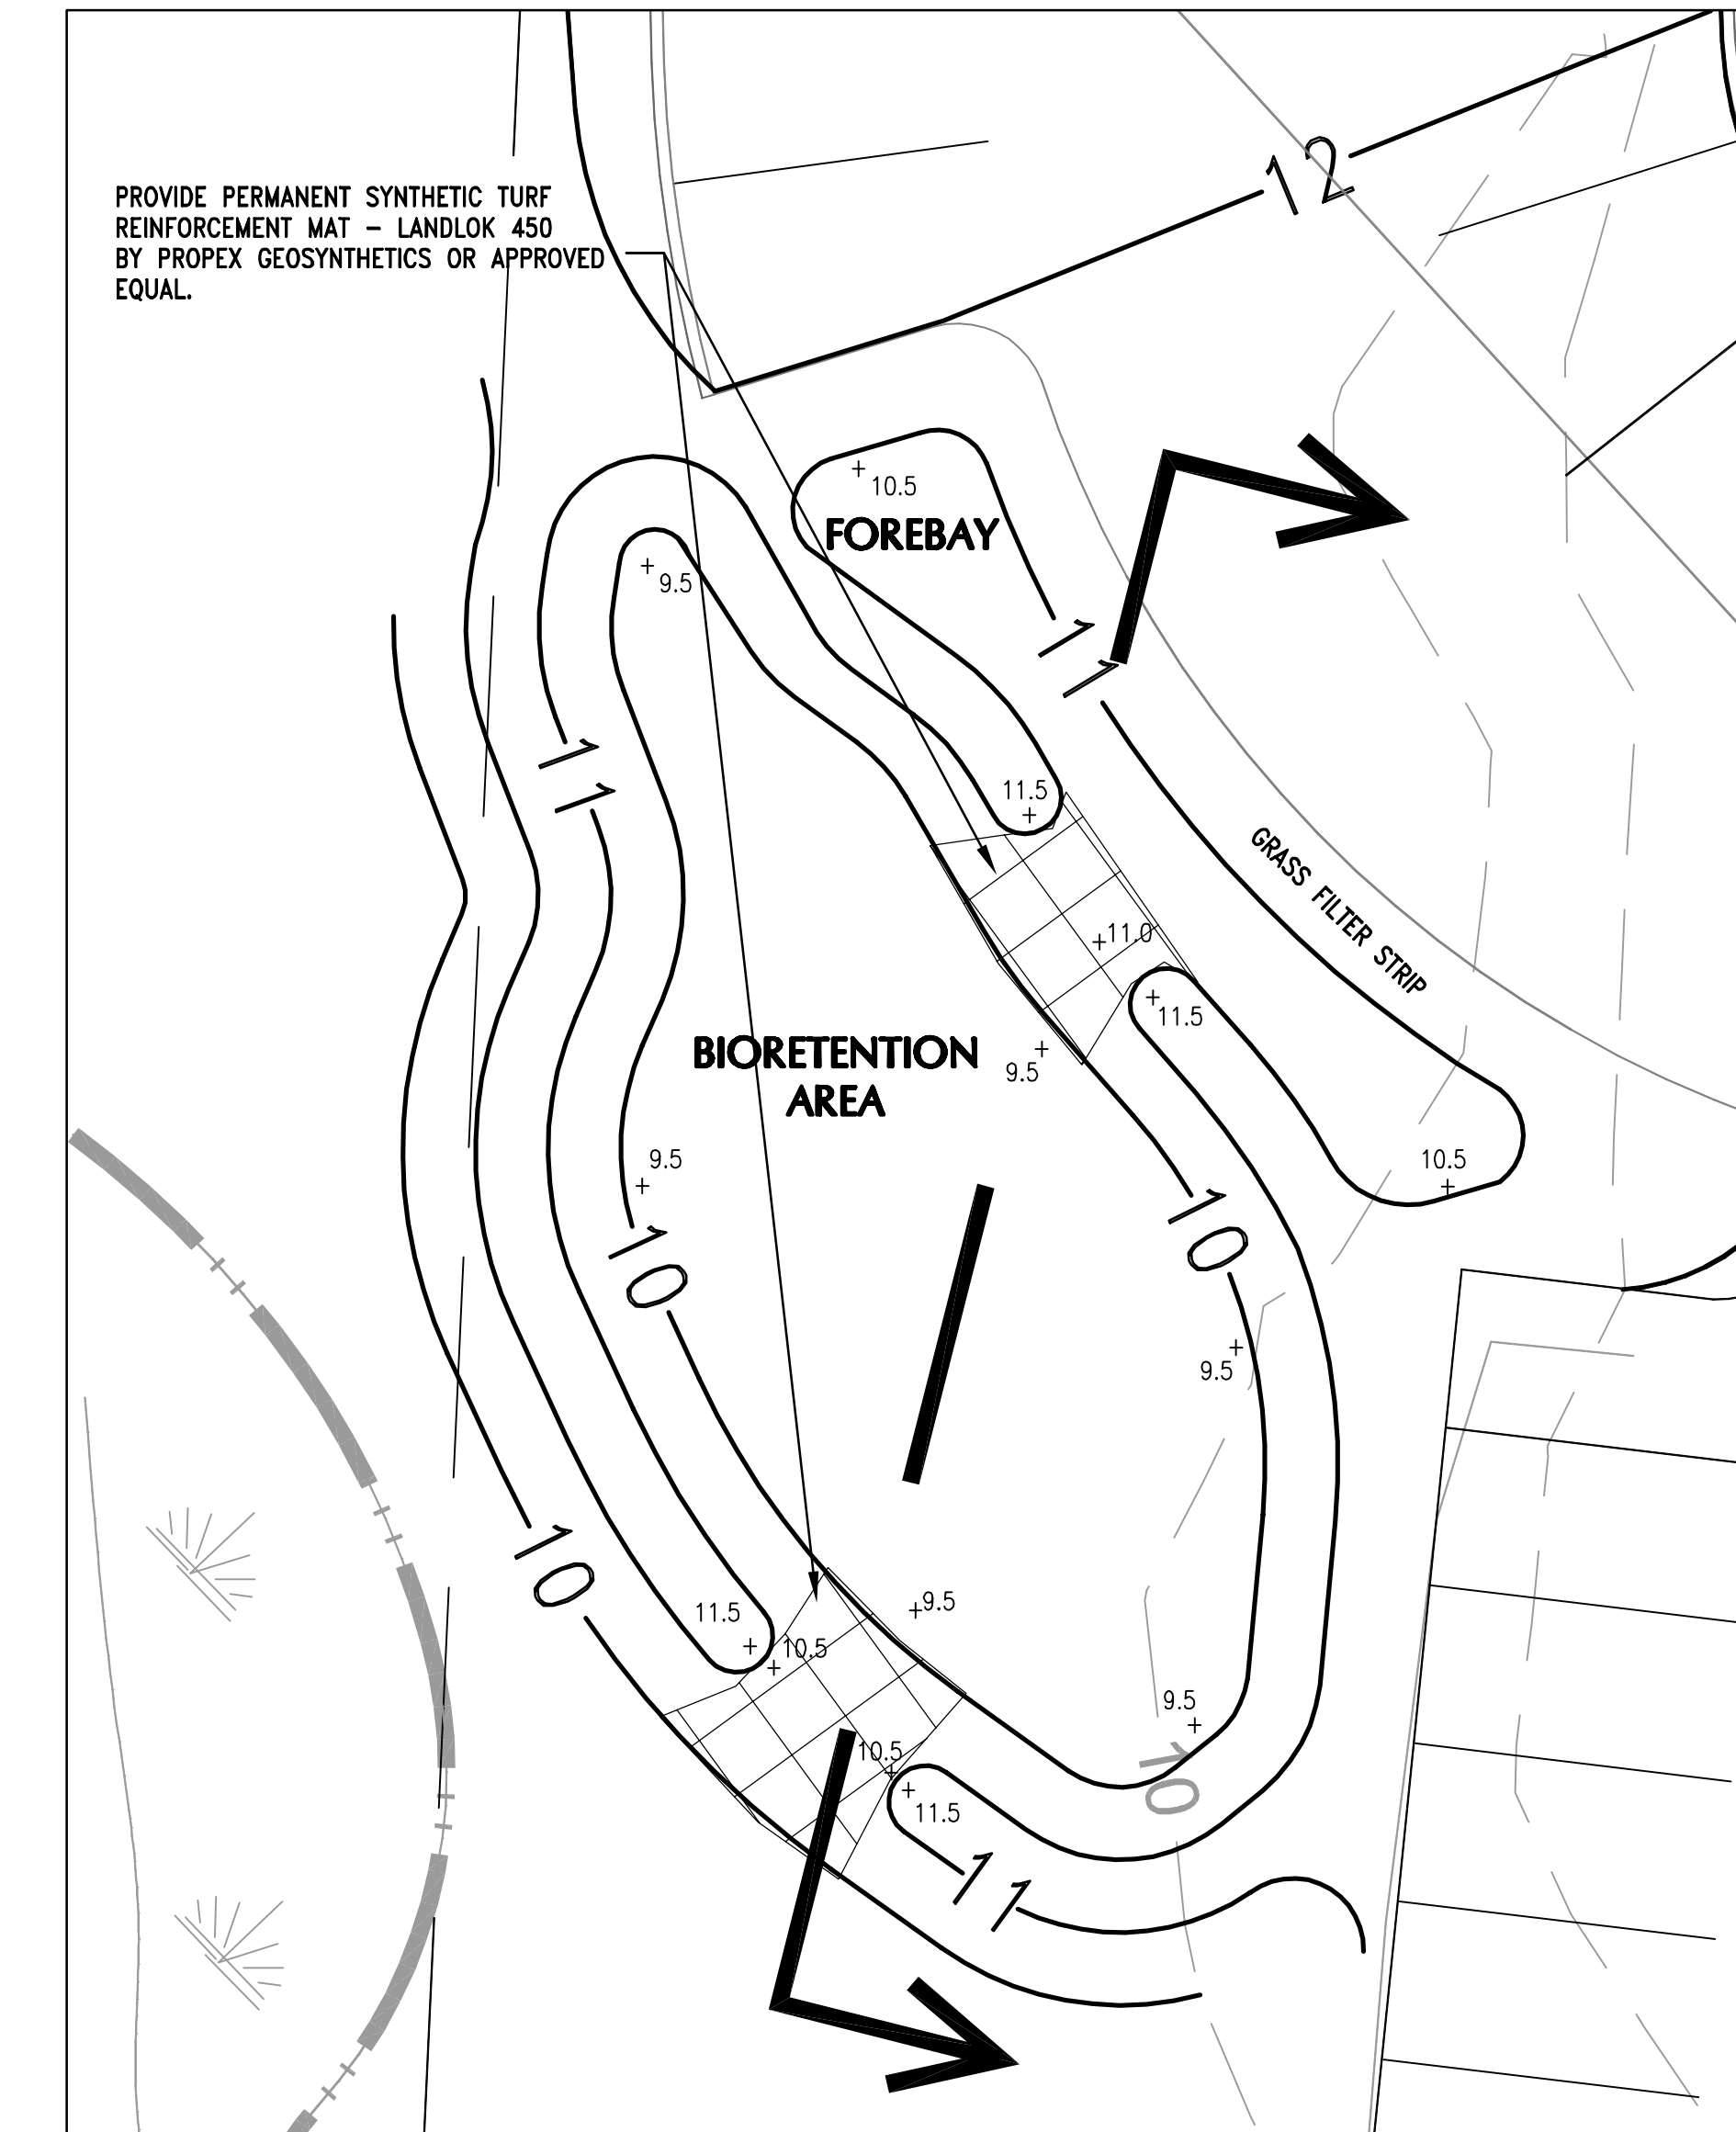 12
PROVIDE PERMANENT SYNTHETIC TURF
REINFORCEMENT MAT - LANDLOK 450
BY PROPEX GEOSYNTHETICS OR APPROVED
EQUAL.
10.5
FOREBAY
9.5
11
11
11.5
GRASS FILTER STRIP
11.0
11.5
BIORETENTION
AREA
9.5
9.5
10.5
10
10
9.5
10
11.5
9.5
10.5
9.5
10.5
10
11.5
11